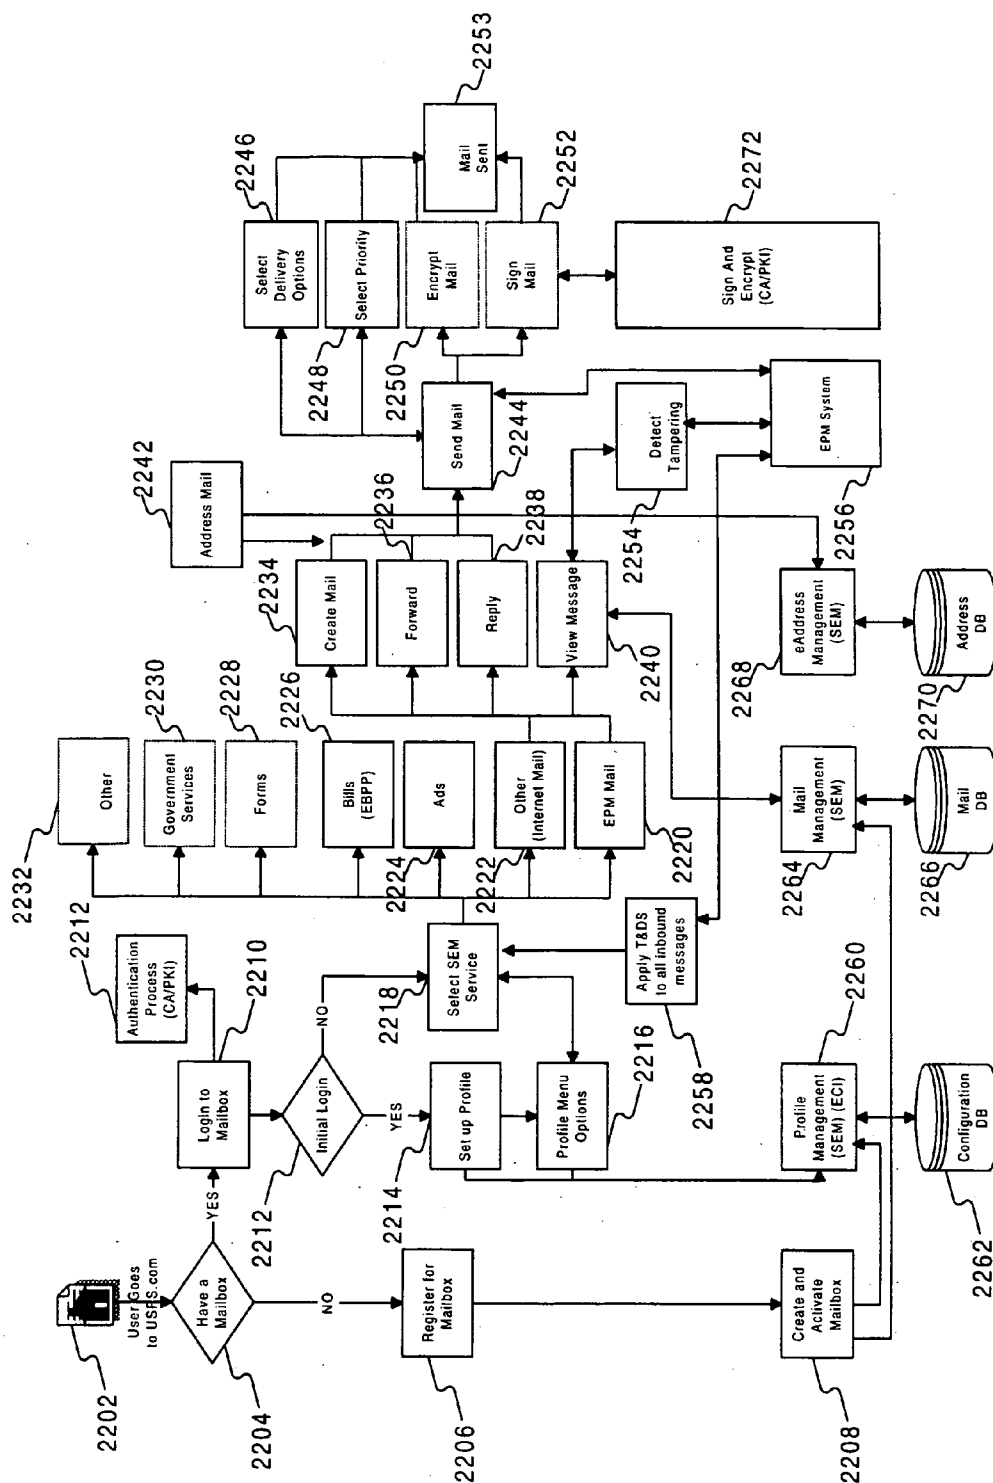 2202
User Goes
to USPS.com
Have a
Mailbox
2204
YES
NO
Register for
Mailbox
2206
Create and
Activate
Mailbox
2208
Login to
Mailbox
2210
Authentication
Process
(CA/PKI)
2212
Initial Login
2212
NO
YES
Set up Profile
2214
Profile Menu
Options
2216
Select SEM
Service
2218
Apply T&DS
to all inbound
messages
2258
Profile
Management
(SEM) (ECI)
2260
Configuration
DB
2262
Other
2232
Government
Services
2230
Forms
2228
Bills
(EBPP)
2226
Ads
2224
Other
(Internet Mail)
2222
EPM Mail
2220
Create Mail
2234
Forward
2236
Reply
2238
View Message
2240
Address Mail
2242
Mail
Management
(SEM)
2264
Mail
DB
2266
eAddress
Management
(SEM)
2268
Address
DB
2270
Send Mail
2244
Detect
Tampering
2254
EPM System
2256
Select
Delivery
Options
2246
Select Priority
2248
Encrypt
Mail
2250
Sign
Mail
2252
Mail
Sent
2253
Sign And
Encrypt
(CA/PKI)
2272